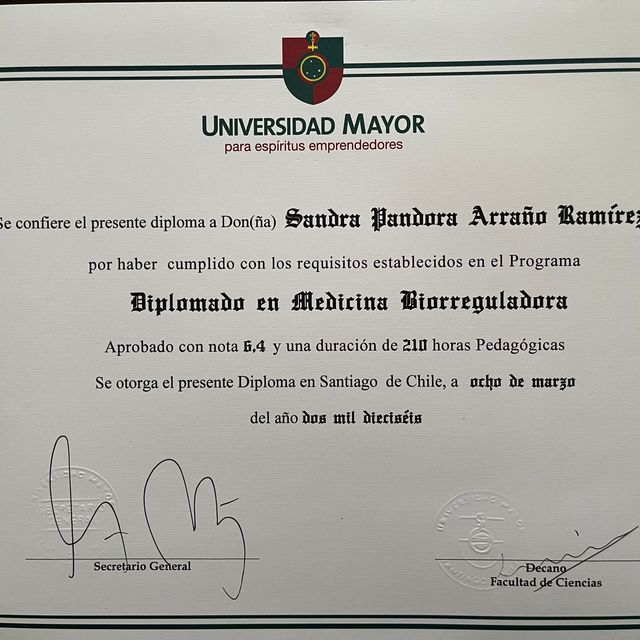 UNIVERSIDAD MAYOR
para espíritus emprendedores
Se confiere el presente diploma a Don(ña) Sandra Pandora Arraño Ramírez
por haber cumplido con los requisitos establecidos en el Programa
Diplomado en Medicina Biorreguladora
Aprobado con nota 6,4 y una duración de 210 horas Pedagógicas
Se otorga el presente Diploma en Santiago de Chile, a ocho de marzo
del año dos mil dieciséis
Secretario General
Decano
Facultad de Ciencias